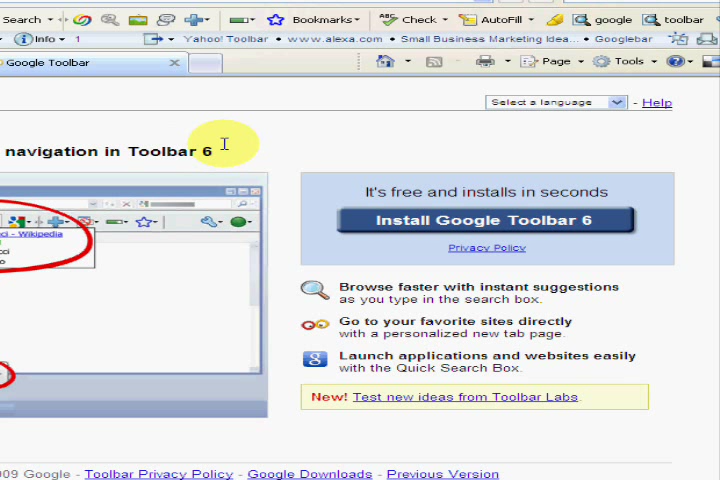 Search
Bookmarks
Check
AutoFill
google
toolbar
Info
1
Yahoo! Toolbar • www.alexa.com • Small Business Marketing Idea... • Googlebar
Google Toolbar
Page
Tools
Select a language
- Help
navigation in Toolbar 6
ci - Wikipedia
cci
It's free and installs in seconds
Install Google Toolbar 6
Privacy Policy
Browse faster with instant suggestions
as you type in the search box.
Go to your favorite sites directly
with a personalized new tab page.
Launch applications and websites easily
with the Quick Search Box.
New! Test new ideas from Toolbar Labs.
009 Google - Toolbar Privacy Policy - Google Downloads - Previous Version